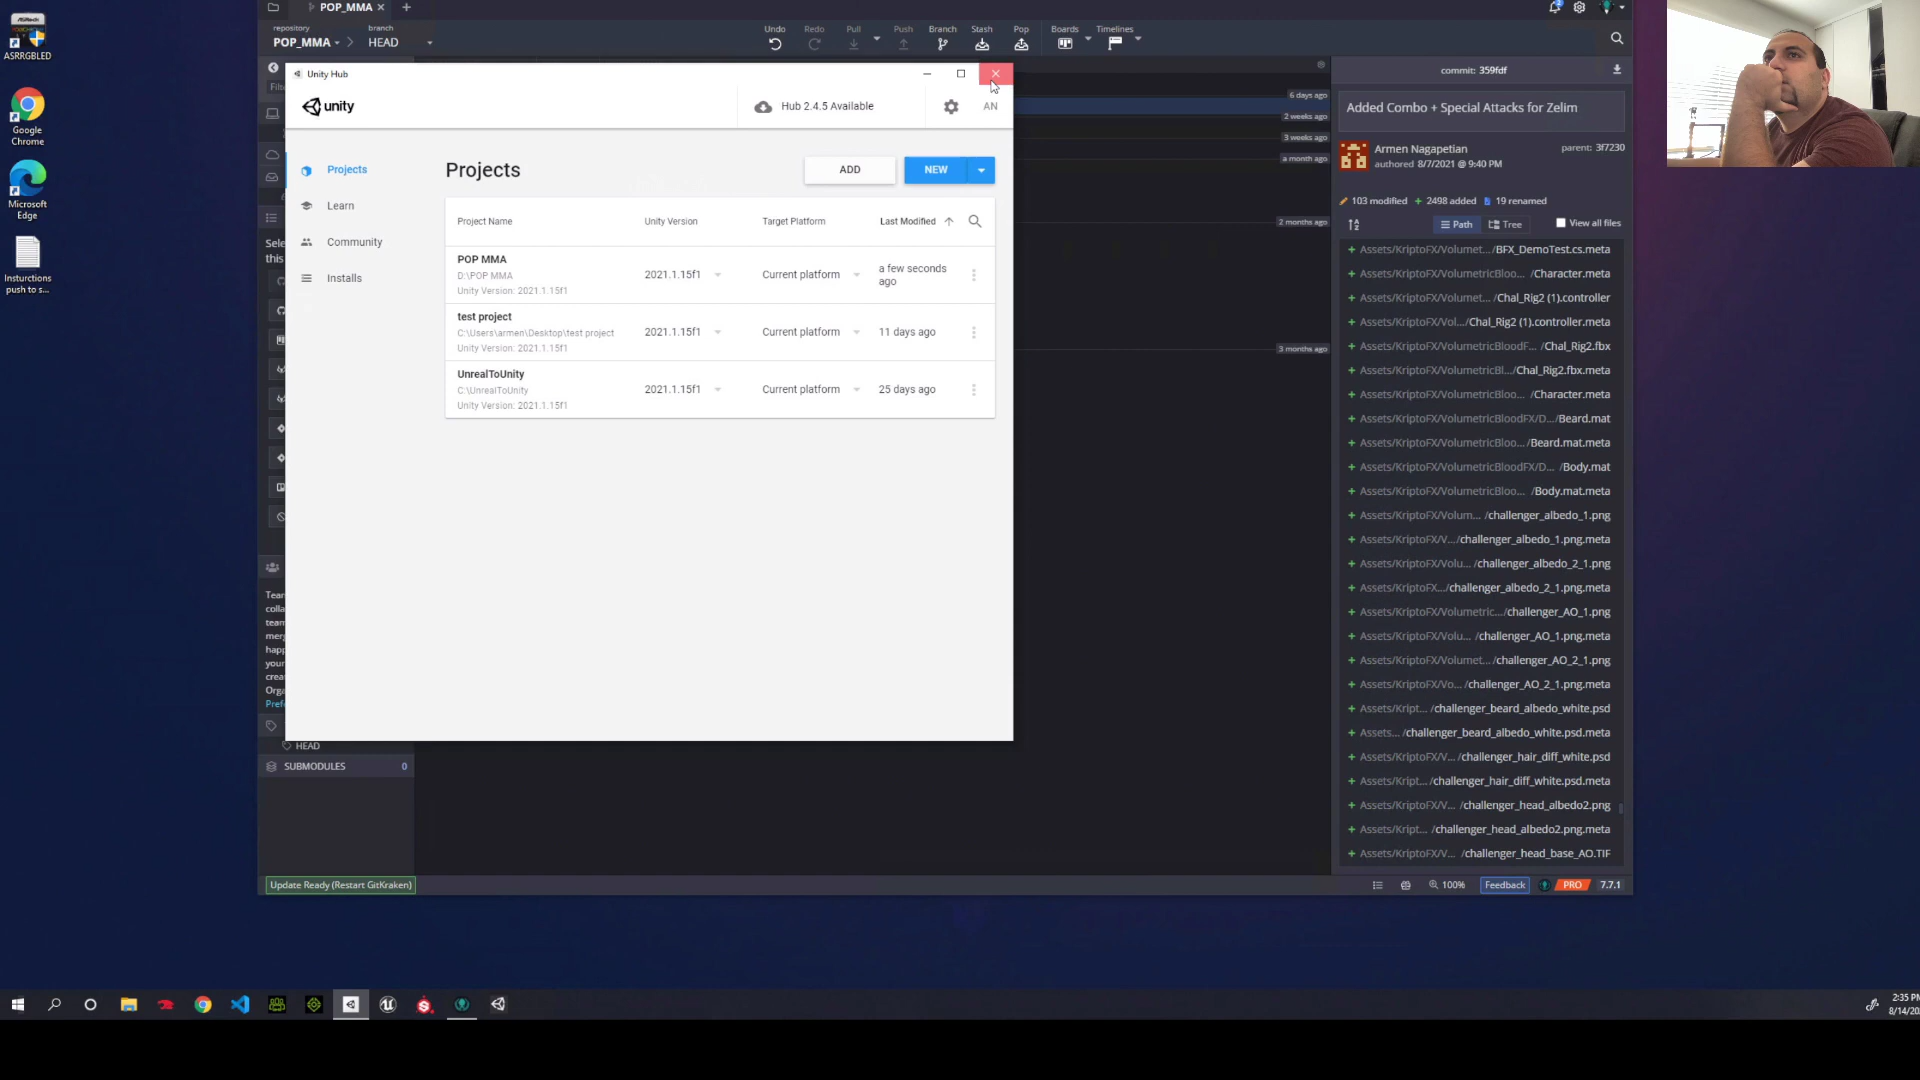 POP_MMA
ASRRGBLED
Google
Chrome
Microsoft
Edge
Insturctions
push to s...
repository
POP_MMA
branch
HEAD
Undo
Redo
Pull
Push
Branch
Stash
Pop
Boards
Timelines
Unity Hub
unity
Hub 2.4.5 Available
AN
Projects
Learn
Community
Installs
Projects
ADD
NEW
Project Name
Unity Version
Target Platform
Last Modified
POP MMA
D:\POP MMA
Unity Version: 2021.1.15f1
2021.1.15f1
Current platform
a few seconds
ago
test project
C:\Users\armen\Desktop\test project
Unity Version: 2021.1.15f1
2021.1.15f1
Current platform
11 days ago
UnrealToUnity
C:\UnrealToUnity
Unity Version: 2021.1.15f1
2021.1.15f1
Current platform
25 days ago
6 days ago
2 weeks ago
3 weeks ago
a month ago
2 months ago
3 months ago
HEAD
SUBMODULES
0
Update Ready (Restart GitKraken)
commit: 359fdf
Added Combo + Special Attacks for Zelim
Armen Nagapetian
authored 8/7/2021 @ 9:40 PM
parent: 3f7230
103 modified + 2498 added 19 renamed
Path
Tree
View all files
+ Assets/KriptoFX/Volumet... /BFX_DemoTest.cs.meta
+ Assets/KriptoFX/VolumetricBloo... /Character.meta
+ Assets/KriptoFX/Volumet... /Chal_Rig2 (1).controller
+ Assets/KriptoFX/Vol.../Chal_Rig2 (1).controller.meta
+ Assets/KriptoFX/VolumetricBloodF... /Chal_Rig2.fbx
+ Assets/KriptoFX/VolumetricBl... /Chal_Rig2.fbx.meta
+ Assets/KriptoFX/VolumetricBloo... /Character.meta
+ Assets/KriptoFX/VolumetricBloodFX/D... /Beard.mat
+ Assets/KriptoFX/VolumetricBloo... /Beard.mat.meta
+ Assets/KriptoFX/VolumetricBloodFX/D... /Body.mat
+ Assets/KriptoFX/VolumetricBloo... /Body.mat.meta
+ Assets/KriptoFX/Volum... /challenger_albedo_1.png
+ Assets/KriptoFX/V... /challenger_albedo_1.png.meta
+ Assets/KriptoFX/Volu... /challenger_albedo_2_1.png
+ Assets/KriptoFX.../challenger_albedo_2_1.png.meta
+ Assets/KriptoFX/Volumetric.../challenger_AO_1.png
+ Assets/KriptoFX/Volu... /challenger_AO_1.png.meta
+ Assets/KriptoFX/Volumet... /challenger_AO_2_1.png
+ Assets/KriptoFX/Vo... /challenger_AO_2_1.png.meta
+ Assets/Kript... /challenger_beard_albedo_white.psd
+ Assets... /challenger_beard_albedo_white.psd.meta
+ Assets/KriptoFX/V... /challenger_hair_diff_white.psd
+ Assets/Kript... /challenger_hair_diff_white.psd.meta
+ Assets/KriptoFX/V... /challenger_head_albedo2.png
+ Assets/Kript... /challenger_head_albedo2.png.meta
+ Assets/KriptoFX/V... /challenger_head_base_AO.TIF
100%
Feedback
PRO
7.7.1
2:35 PM